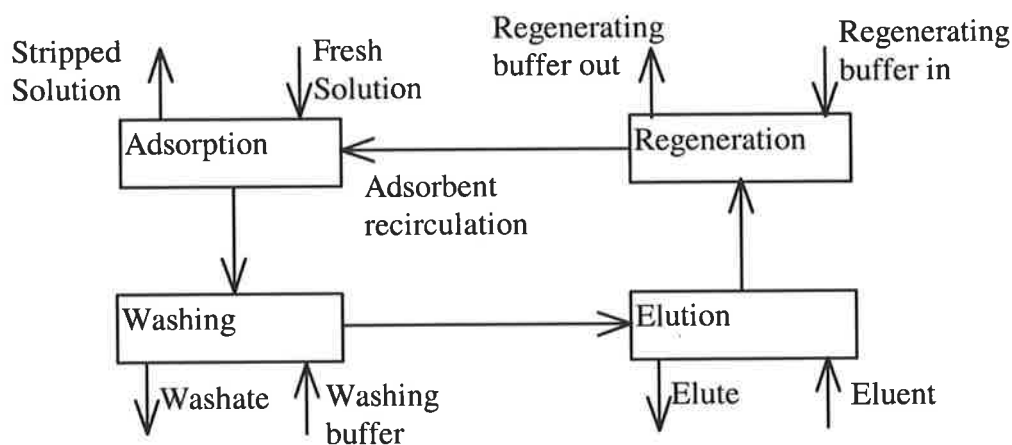 Stripped
Solution
Fresh
Solution
Regenerating
buffer out
Regenerating
buffer in
Adsorption
Regeneration
Adsorbent
recirculation
Washing
Elution
Washate
Washing
buffer
Elute
Eluent